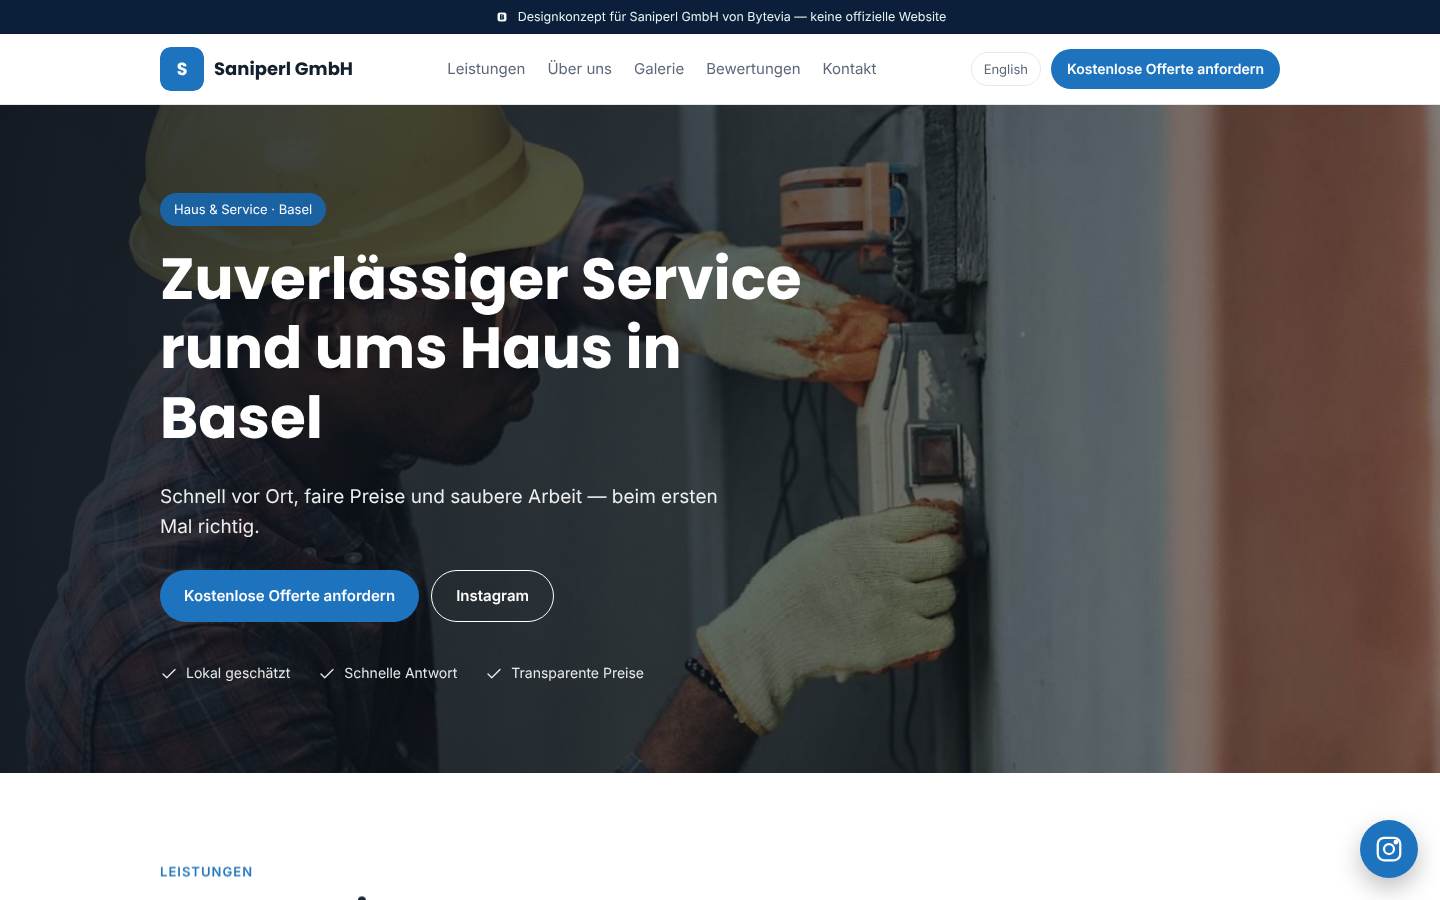 Designkonzept für Saniperl GmbH von Bytevia — keine offizielle Website
S
Saniperl GmbH
Leistungen
Über uns
Galerie
Bewertungen
Kontakt
English
Kostenlose Offerte anfordern
Haus & Service · Basel
Zuverlässiger Service
rund ums Haus in
Basel
Schnell vor Ort, faire Preise und saubere Arbeit — beim ersten
Mal richtig.
Kostenlose Offerte anfordern
Instagram
Lokal geschätzt
Schnelle Antwort
Transparente Preise
LEISTUNGEN